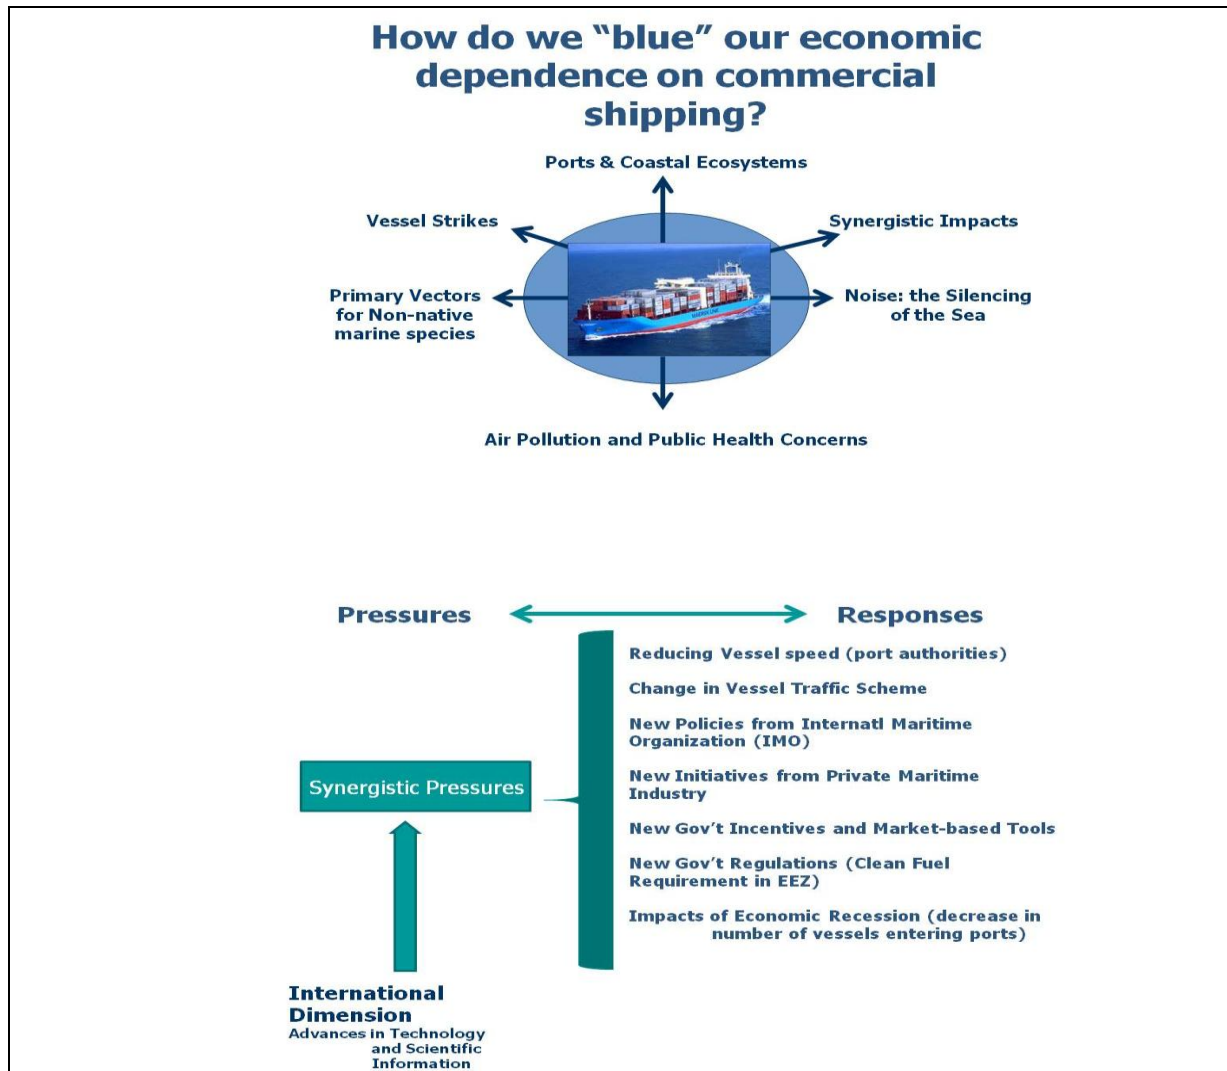 How do we “blue” our economic
dependence on commercial
shipping?
Ports & Coastal Ecosystems
Vessel Strikes
Synergistic Impacts
Primary Vectors
for Non-native
marine species
Noise: the Silencing
of the Sea
MAERSK LINE
Air Pollution and Public Health Concerns
Pressures
Responses
Reducing Vessel speed (port authorities)
Change in Vessel Traffic Scheme
New Policies from Internatl Maritime
Organization (IMO)
New Initiatives from Private Maritime
Industry
Synergistic Pressures
New Gov’t Incentives and Market-based Tools
New Gov’t Regulations (Clean Fuel
Requirement in EEZ)
Impacts of Economic Recession (decrease in
number of vessels entering ports)
International
Dimension
Advances in Technology
and Scientific
Information